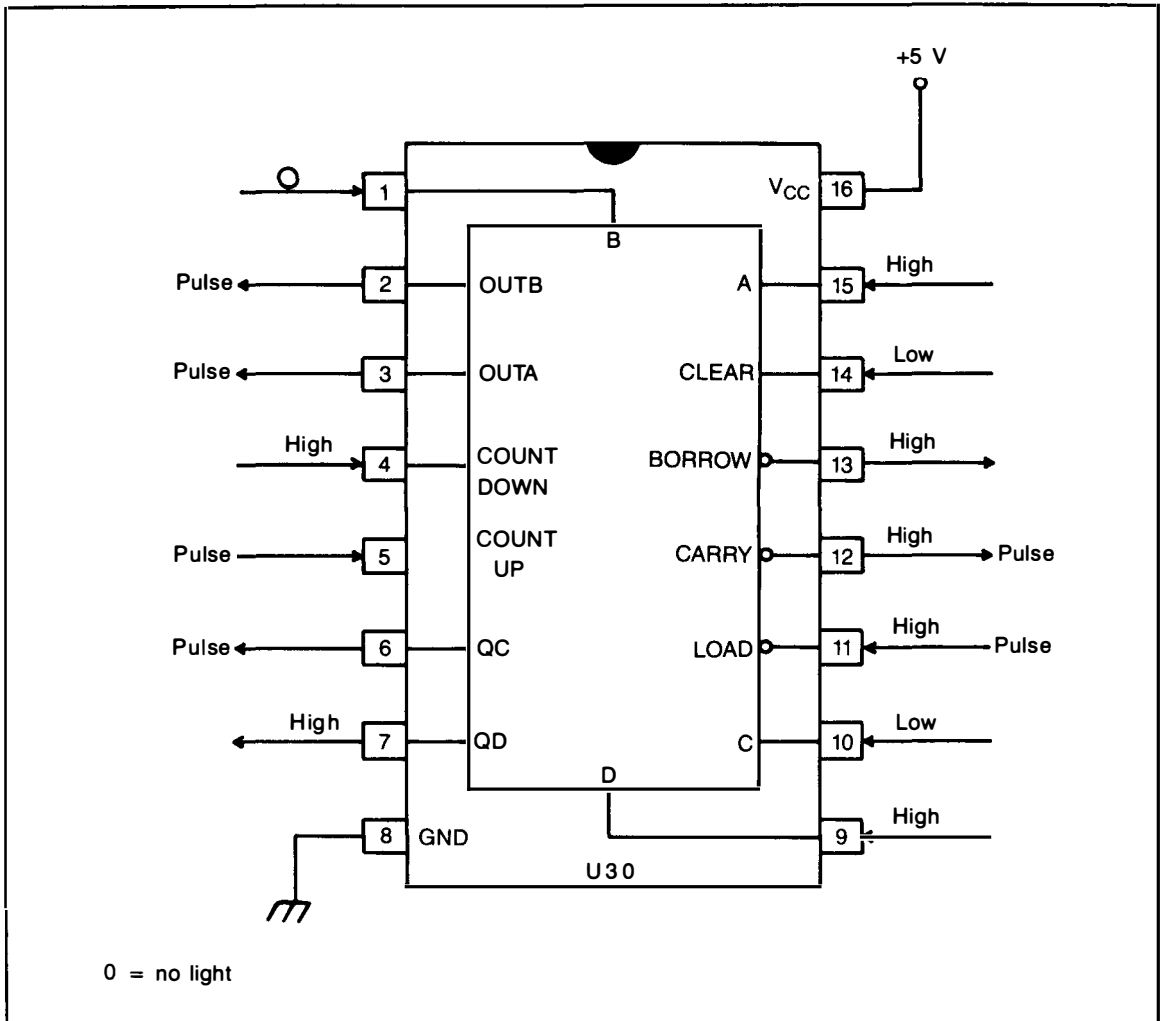 +5 V
1
B
VCC
16
Pulse
2
OUTB
A
15
High
Pulse
3
OUTA
CLEAR
14
Low
High
4
COUNT
DOWN
BORROW
13
High
Pulse
5
COUNT
UP
CARRY
12
High
Pulse
Pulse
6
QC
LOAD
11
High
Pulse
High
7
QD
C
10
Low
D
8
GND
9
High
U30
0 = no light